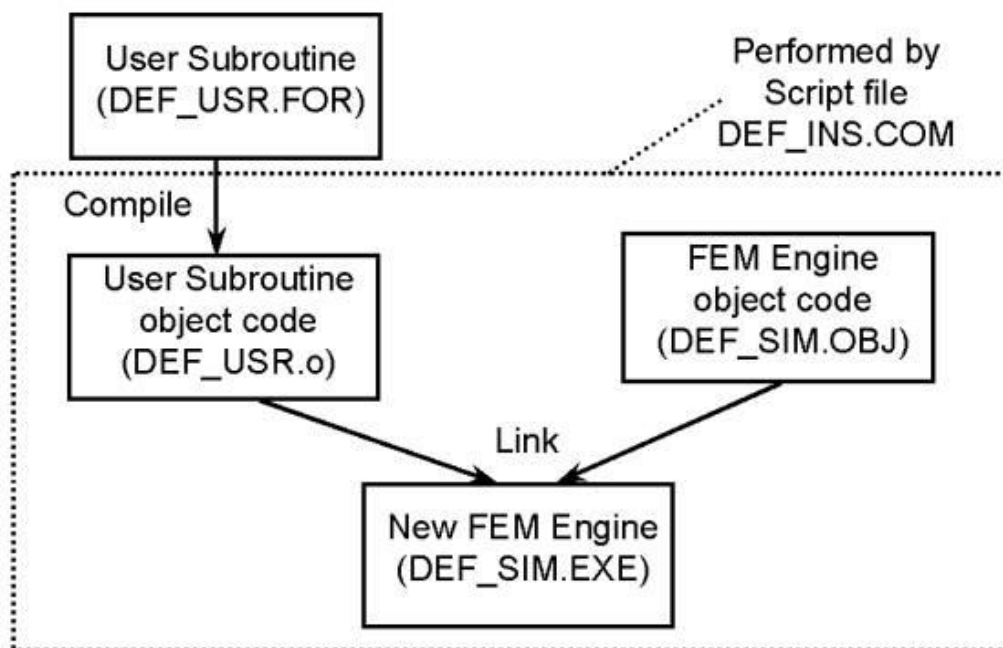 User Subroutine
(DEF_USR.FOR)
Performed by
Script file
DEF_INS.COM
Compile
User Subroutine
object code
(DEF_USR.o)
FEM Engine
object code
(DEF_SIM.OBJ)
Link
New FEM Engine
(DEF_SIM.EXE)